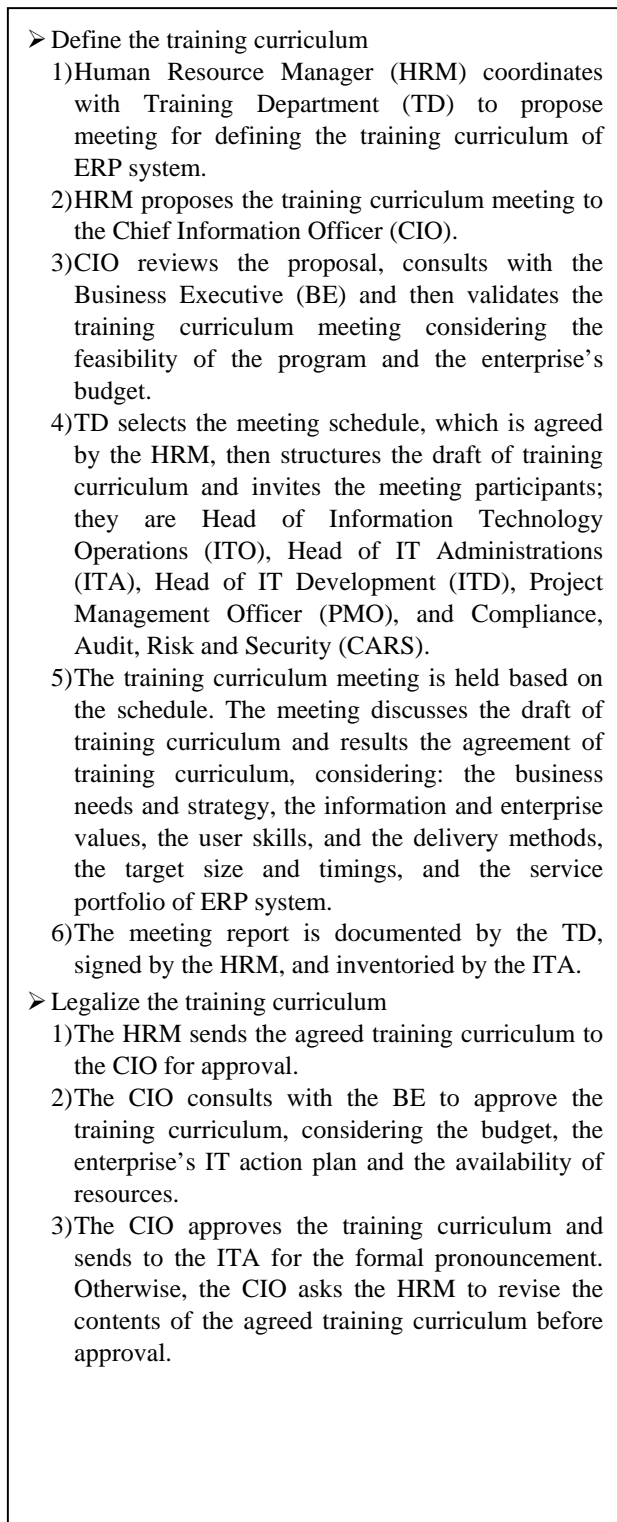 ➢ Define the training curriculum
1)Human Resource Manager (HRM) coordinates
with Training Department (TD) to propose
meeting for defining the training curriculum of
ERP system.
2)HRM proposes the training curriculum meeting to
the Chief Information Officer (CIO).
3)CIO reviews the proposal, consults with the
Business Executive (BE) and then validates the
training curriculum meeting considering the
feasibility of the program and the enterprise's
budget.
4)TD selects the meeting schedule, which is agreed
by the HRM, then structures the draft of training
curriculum and invites the meeting participants;
they are Head of Information Technology
Operations (ITO), Head of IT Administrations
(ITA), Head of IT Development (ITD), Project
Management Officer (PMO), and Compliance,
Audit, Risk and Security (CARS).
5)The training curriculum meeting is held based on
the schedule. The meeting discusses the draft of
training curriculum and results the agreement of
training curriculum, considering: the business
needs and strategy, the information and enterprise
values, the user skills, and the delivery methods,
the target size and timings, and the service
portfolio of ERP system.
6)The meeting report is documented by the TD,
signed by the HRM, and inventoried by the ITA.
➢ Legalize the training curriculum
1)The HRM sends the agreed training curriculum to
the CIO for approval.
2)The CIO consults with the BE to approve the
training curriculum, considering the budget, the
enterprise's IT action plan and the availability of
resources.
3)The CIO approves the training curriculum and
sends to the ITA for the formal pronouncement.
Otherwise, the CIO asks the HRM to revise the
contents of the agreed training curriculum before
approval.